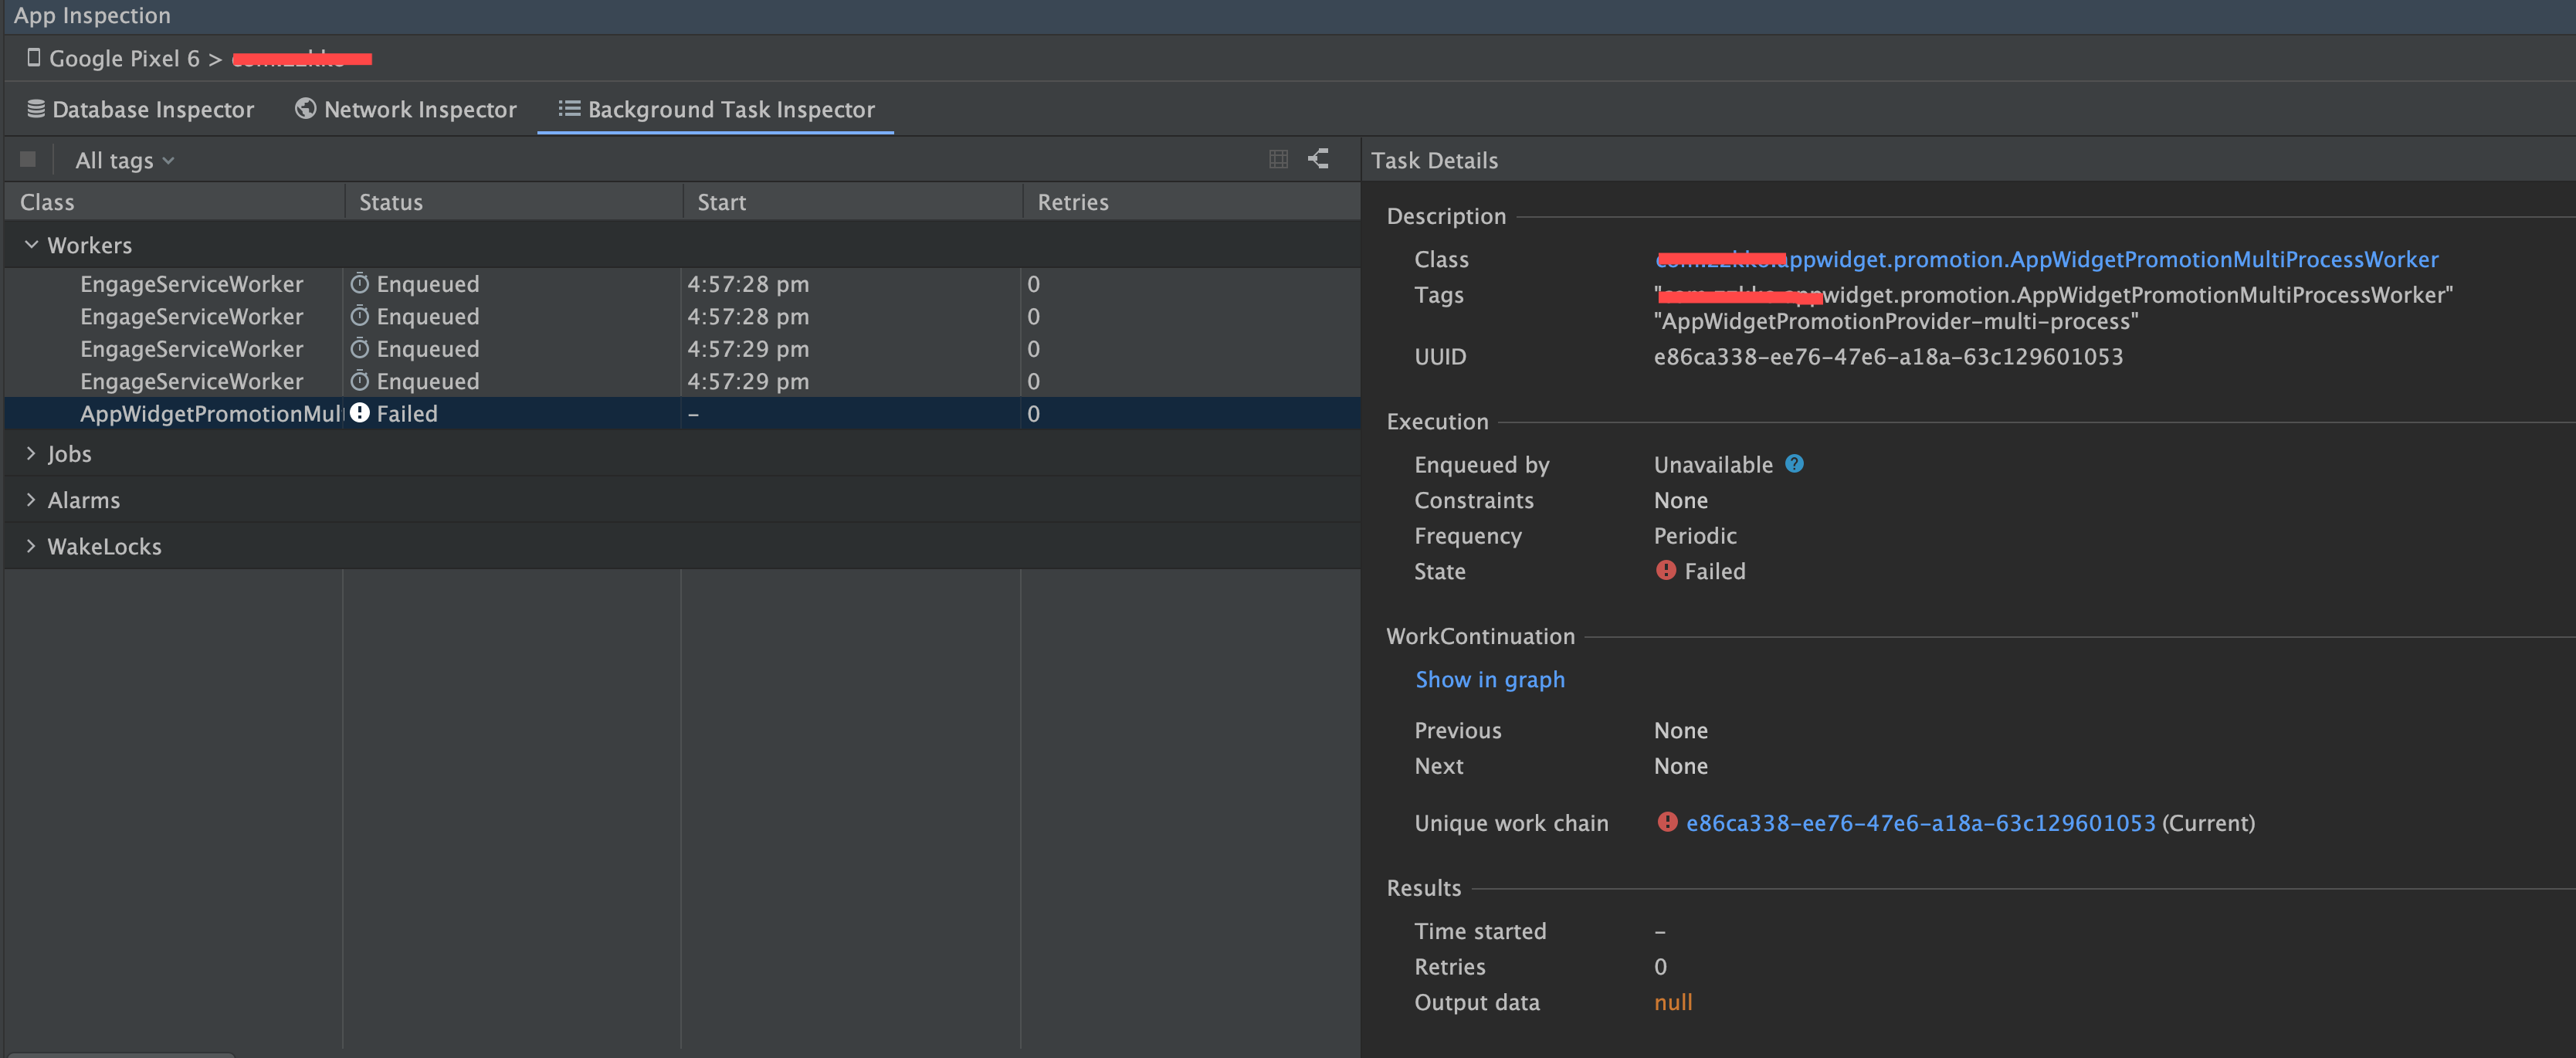 App Inspection
Google Pixel 6 >
Database Inspector Network Inspector Background Task Inspector
All tags
Class Status Start Retries
Workers
EngageServiceWorker Enqueued 4:57:28 pm 0
EngageServiceWorker Enqueued 4:57:28 pm 0
EngageServiceWorker Enqueued 4:57:29 pm 0
EngageServiceWorker Enqueued 4:57:29 pm 0
AppWidgetPromotionMul Failed – 0
Jobs
Alarms
WakeLocks
Task Details
Description
Class appwidget.promotion.AppWidgetPromotionMultiProcessWorker
Tags "widget.promotion.AppWidgetPromotionMultiProcessWorker"
"AppWidgetPromotionProvider-multi-process"
UUID e86ca338-ee76-47e6-a18a-63c129601053
Execution
Enqueued by Unavailable ?
Constraints None
Frequency Periodic
State Failed
WorkContinuation
Show in graph
Previous None
Next None
Unique work chain e86ca338-ee76-47e6-a18a-63c129601053 (Current)
Results
Time started –
Retries 0
Output data null